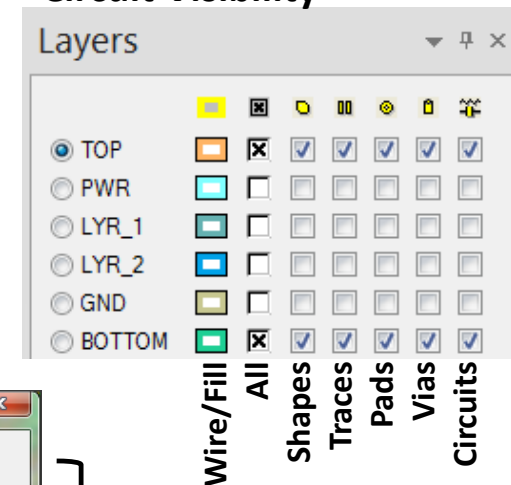 Circuit Visibility
Layers
TOP
PWR
LYR_1
LYR_2
GND
BOTTOM
Wire/Fill
All
Shapes
Traces
Pads
Vias
Circuits